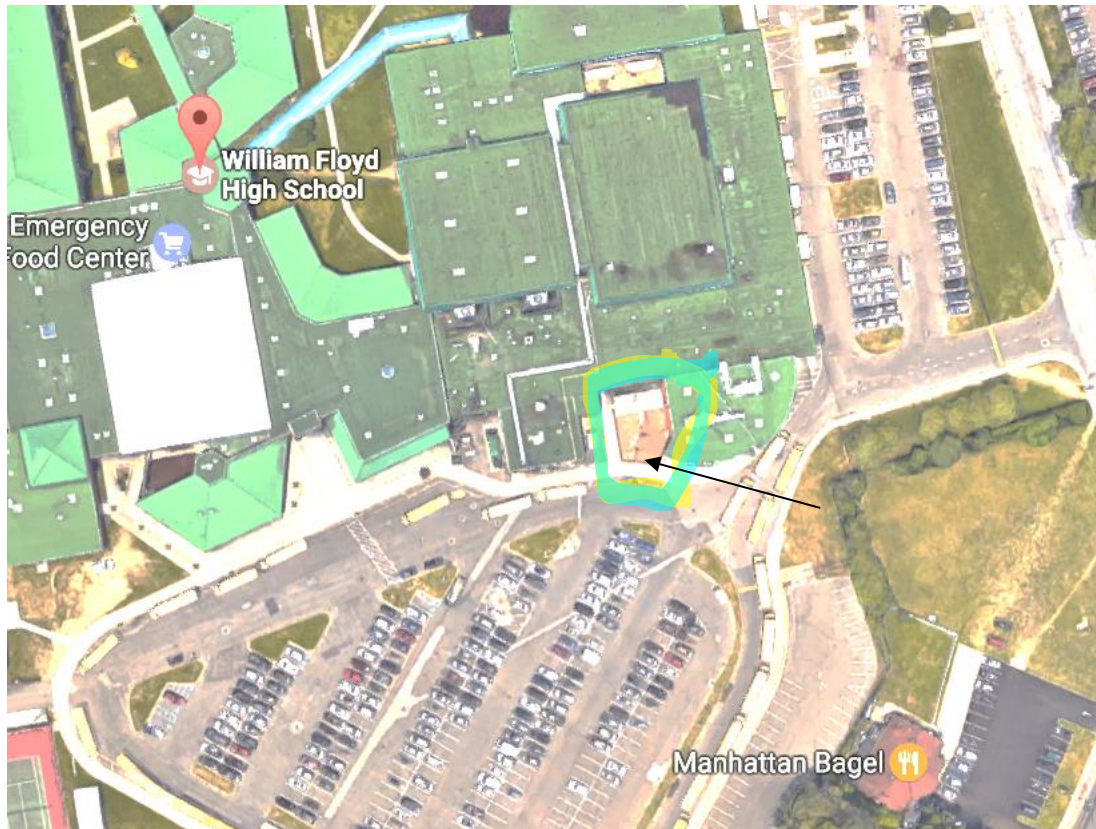 William Floyd
High School
Emergency
Food Center
Manhattan Bagel